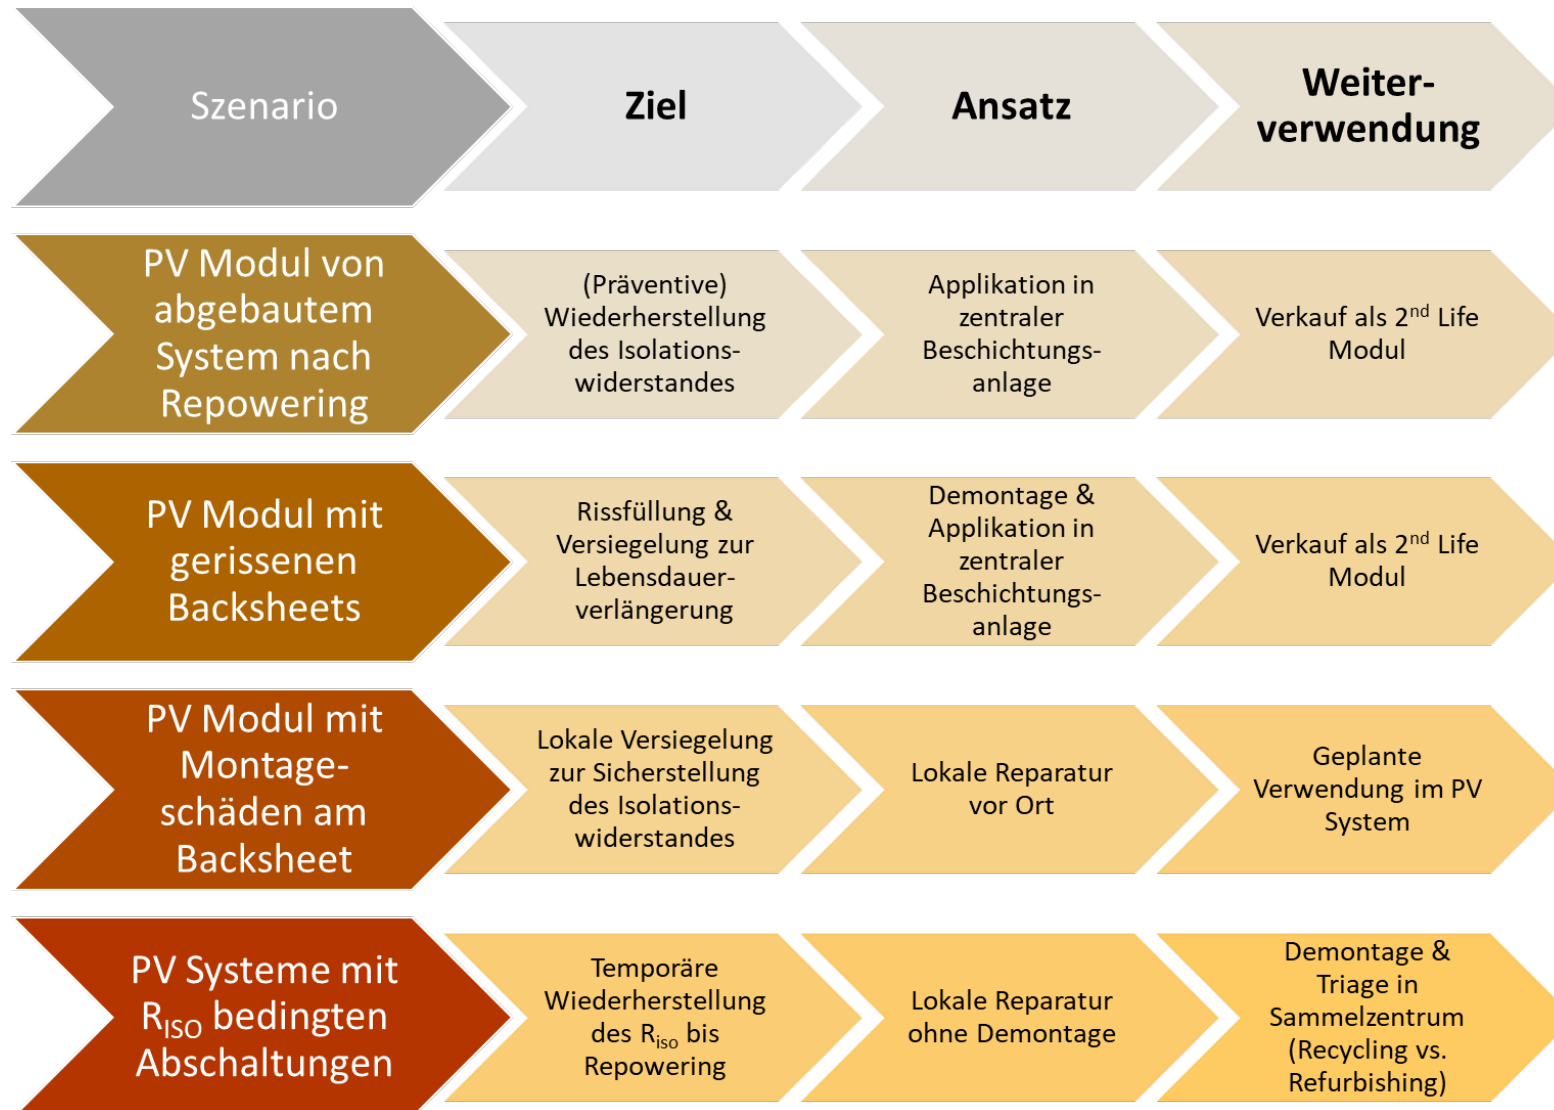 Szenario
Ziel
Ansatz
Weiter-
verwendung
PV Modul von
abgebautem
System nach
Repowering
(Präventive)
Wiederherstellung
des Isolations-
widerstandes
Applikation in
zentraler
Beschichtungs-
anlage
Verkauf als 2nd Life
Modul
PV Modul mit
gerissenen
Backsheets
Rissfüllung &
Versiegelung zur
Lebensdauer-
verlängerung
Demontage &
Applikation in
zentraler
Beschichtungs-
anlage
Verkauf als 2nd Life
Modul
PV Modul mit
Montage-
schäden am
Backsheet
Lokale Versiegelung
zur Sicherstellung
des Isolations-
widerstandes
Lokale Reparatur
vor Ort
Geplante
Verwendung im PV
System
PV Systeme mit
RISO bedingten
Abschaltungen
Temporäre
Wiederherstellung
des Riso bis
Repowering
Lokale Reparatur
ohne Demontage
Demontage &
Triage in
Sammelzentrum
(Recycling vs.
Refurbishing)